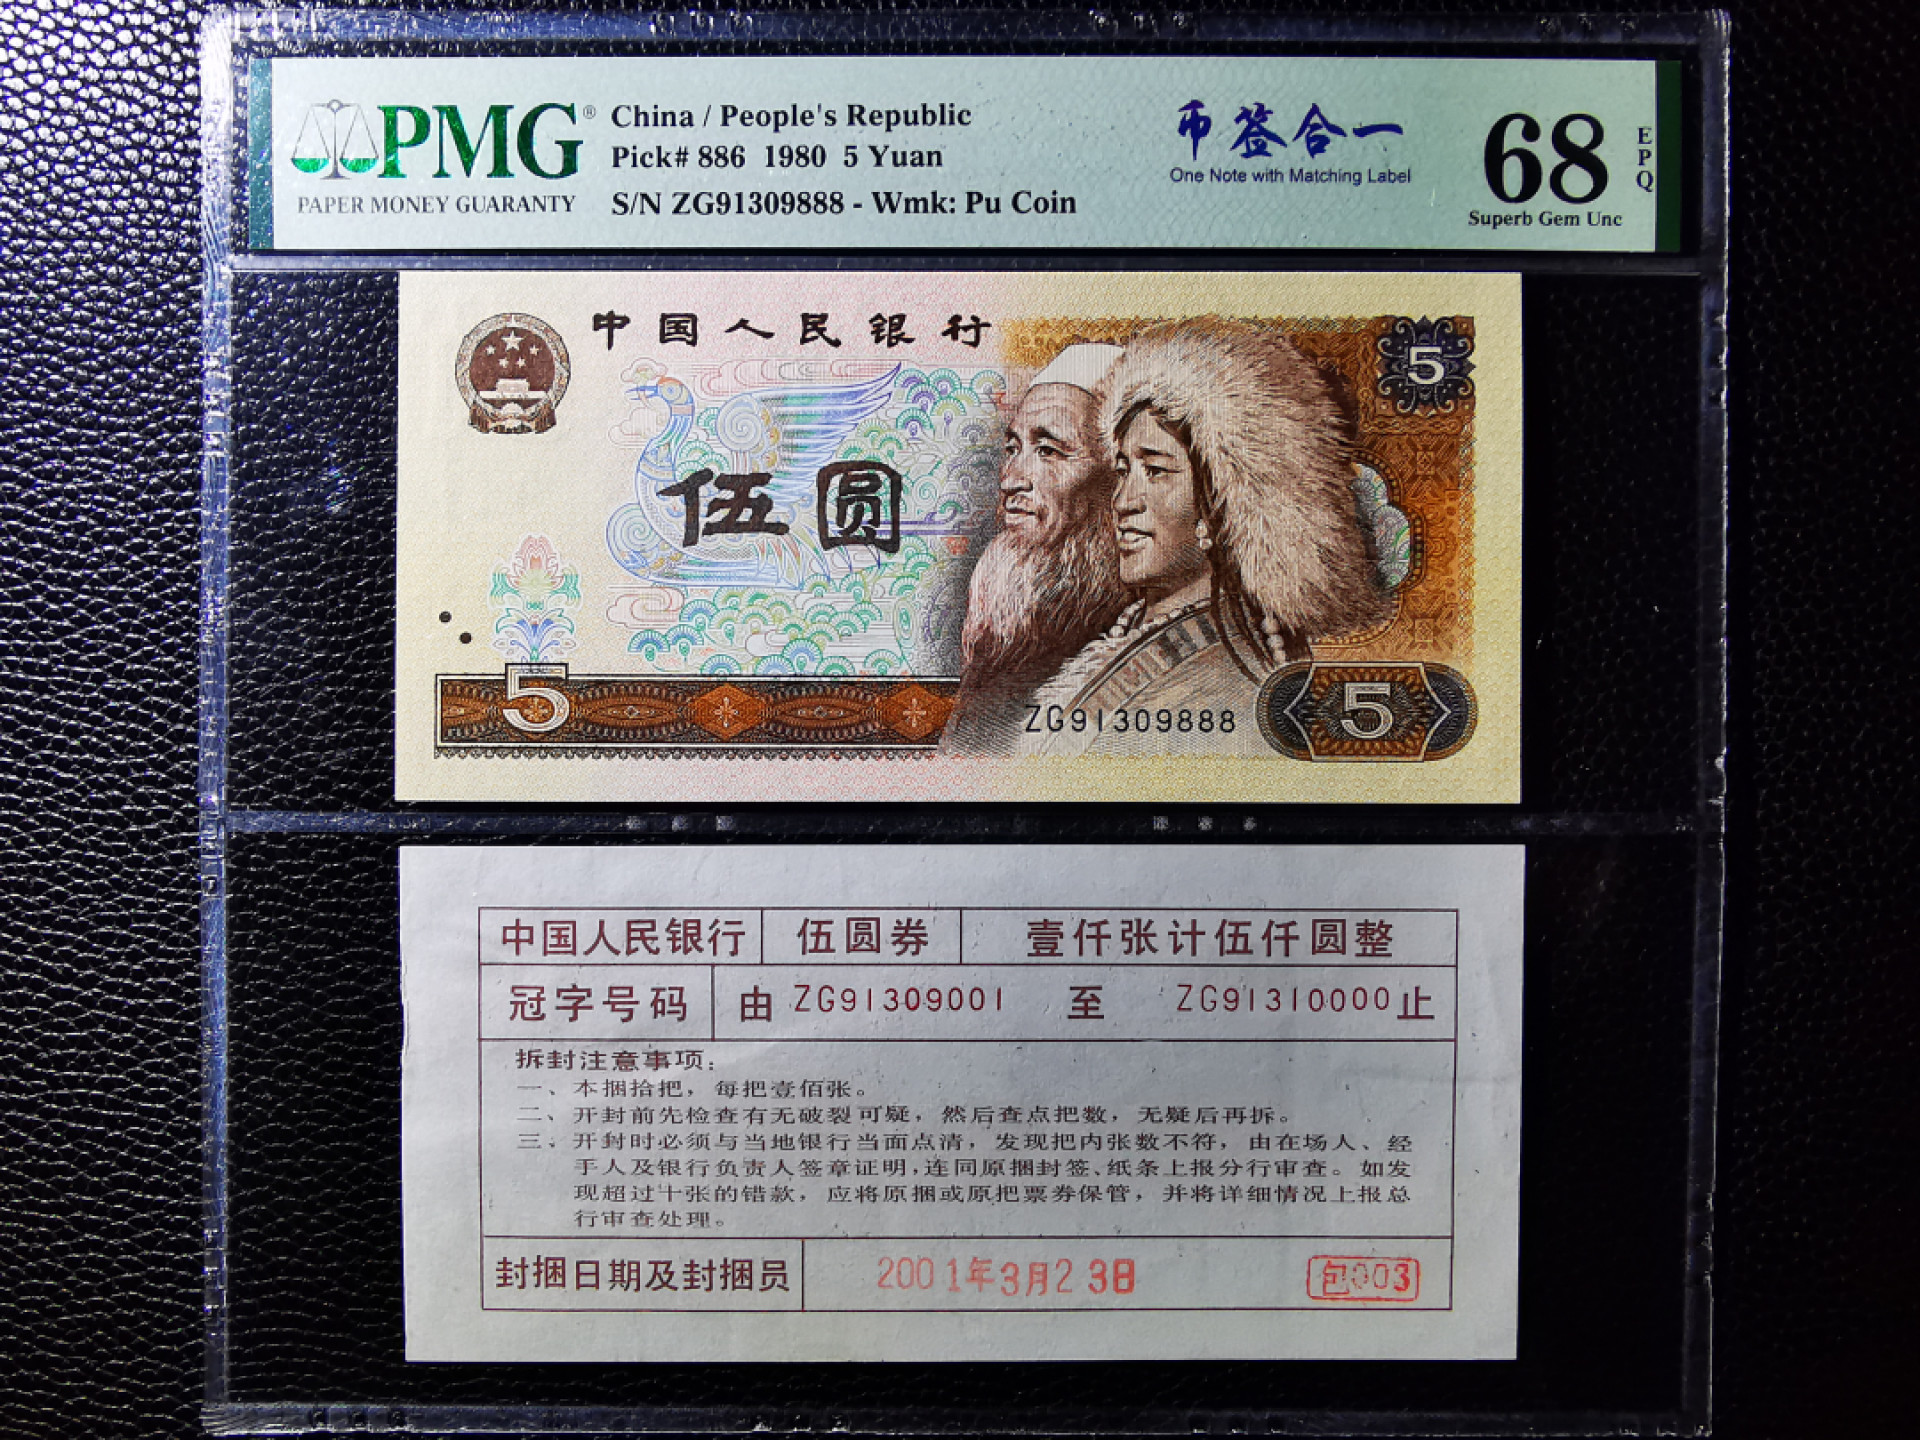 PMG®
PAPER MONEY GUARANTY
China / People's Republic
Pick# 886 1980 5 Yuan
S/N ZG91309888 - Wmk: Pu Coin
币签合一
One Note with Matching Label
68
EPQ
Superb Gem Unc
中国人民银行
5
伍圆
5
ZG91309888
5
中国人民银行 伍圆券 壹仟张计伍仟圆整
冠字号码 由 ZG91309001 至 ZG91310000 止
拆封注意事项:
一、本捆拾把,每把壹佰张。
二、开封前先检查有无破裂可疑,然后查点把数,无疑后再拆。
三、开封时必须与当地银行当面点清,发现把内张数不符,由在场人、经
手人及银行负责人签章证明,连同原捆封签、纸条上报分行审查。如发
现超过十张的错款,应将原捆或原把票券保管,并将详细情况上报总
行审查处理。
封捆日期及封捆员 2001年3月23日 包003